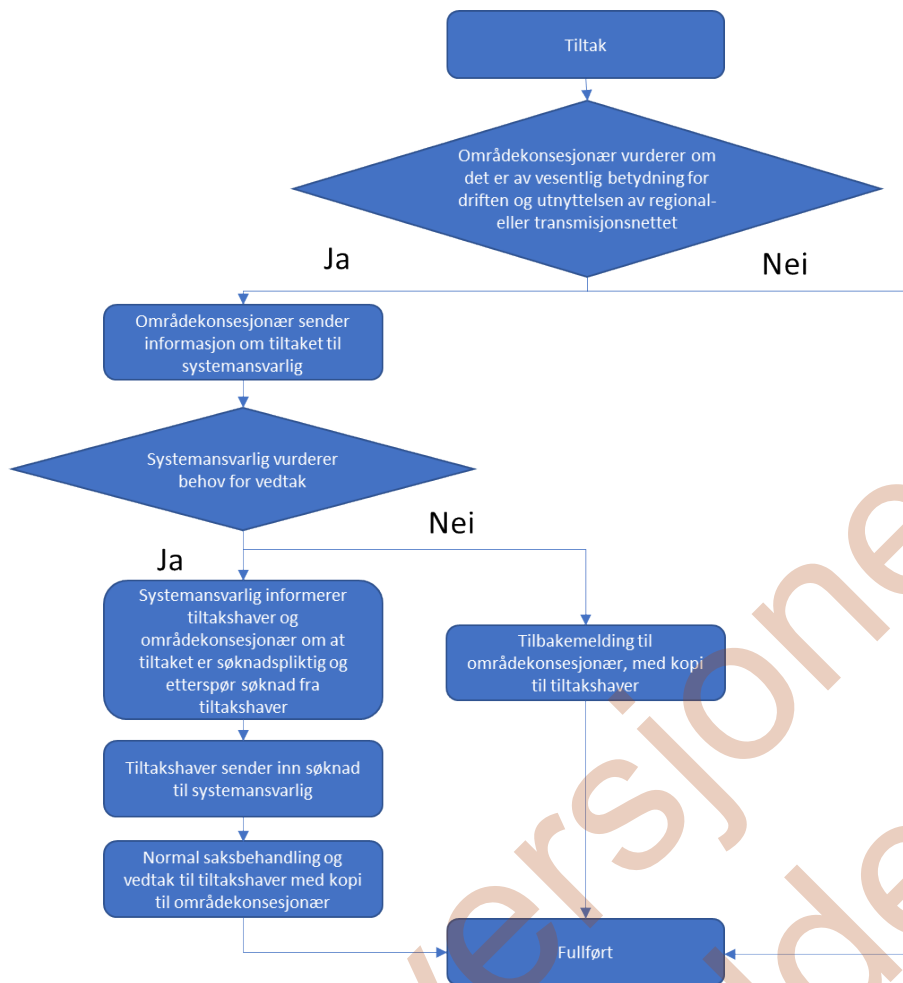 Tiltak
Områdekonsesjonær vurderer om
det er av vesentlig betydning for
driften og utnyttelsen av regional-
eller transmisjonsnettet
Ja
Nei
Områdekonsesjonær sender
informasjon om tiltaket til
systemansvarlig
Systemansvarlig vurderer
behov for vedtak
Nei
Ja
Systemansvarlig informerer
tiltakshaver og
områdekonsesjonær om at
tiltaket er søknadspliktig og
etterspør søknad fra
tiltakshaver
Tilbakemelding til
områdekonsesjonær, med kopi
til tiltakshaver
Tiltakshaver sender inn søknad
til systemansvarlig
Normal saksbehandling og
vedtak til tiltakshaver med kopi
til områdekonsesjonær
Fullført